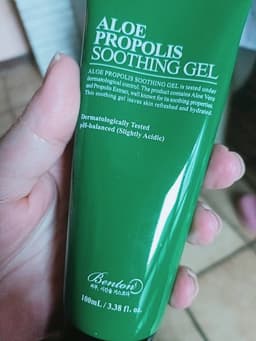 ALOE
PROPOLIS
SOOTHING GEL
ALOE PROPOLIS SOOTHING GEL is tested under
dermatological control. The product contains Aloe Vera
and Propolis Extract, well known for its soothing properties.
This soothing gel leaves skin refreshed and hydrated.
Dermatologically Tested
pH-balanced (Slightly Acidic)
Benton
100mL / 3.38 fl. oz.